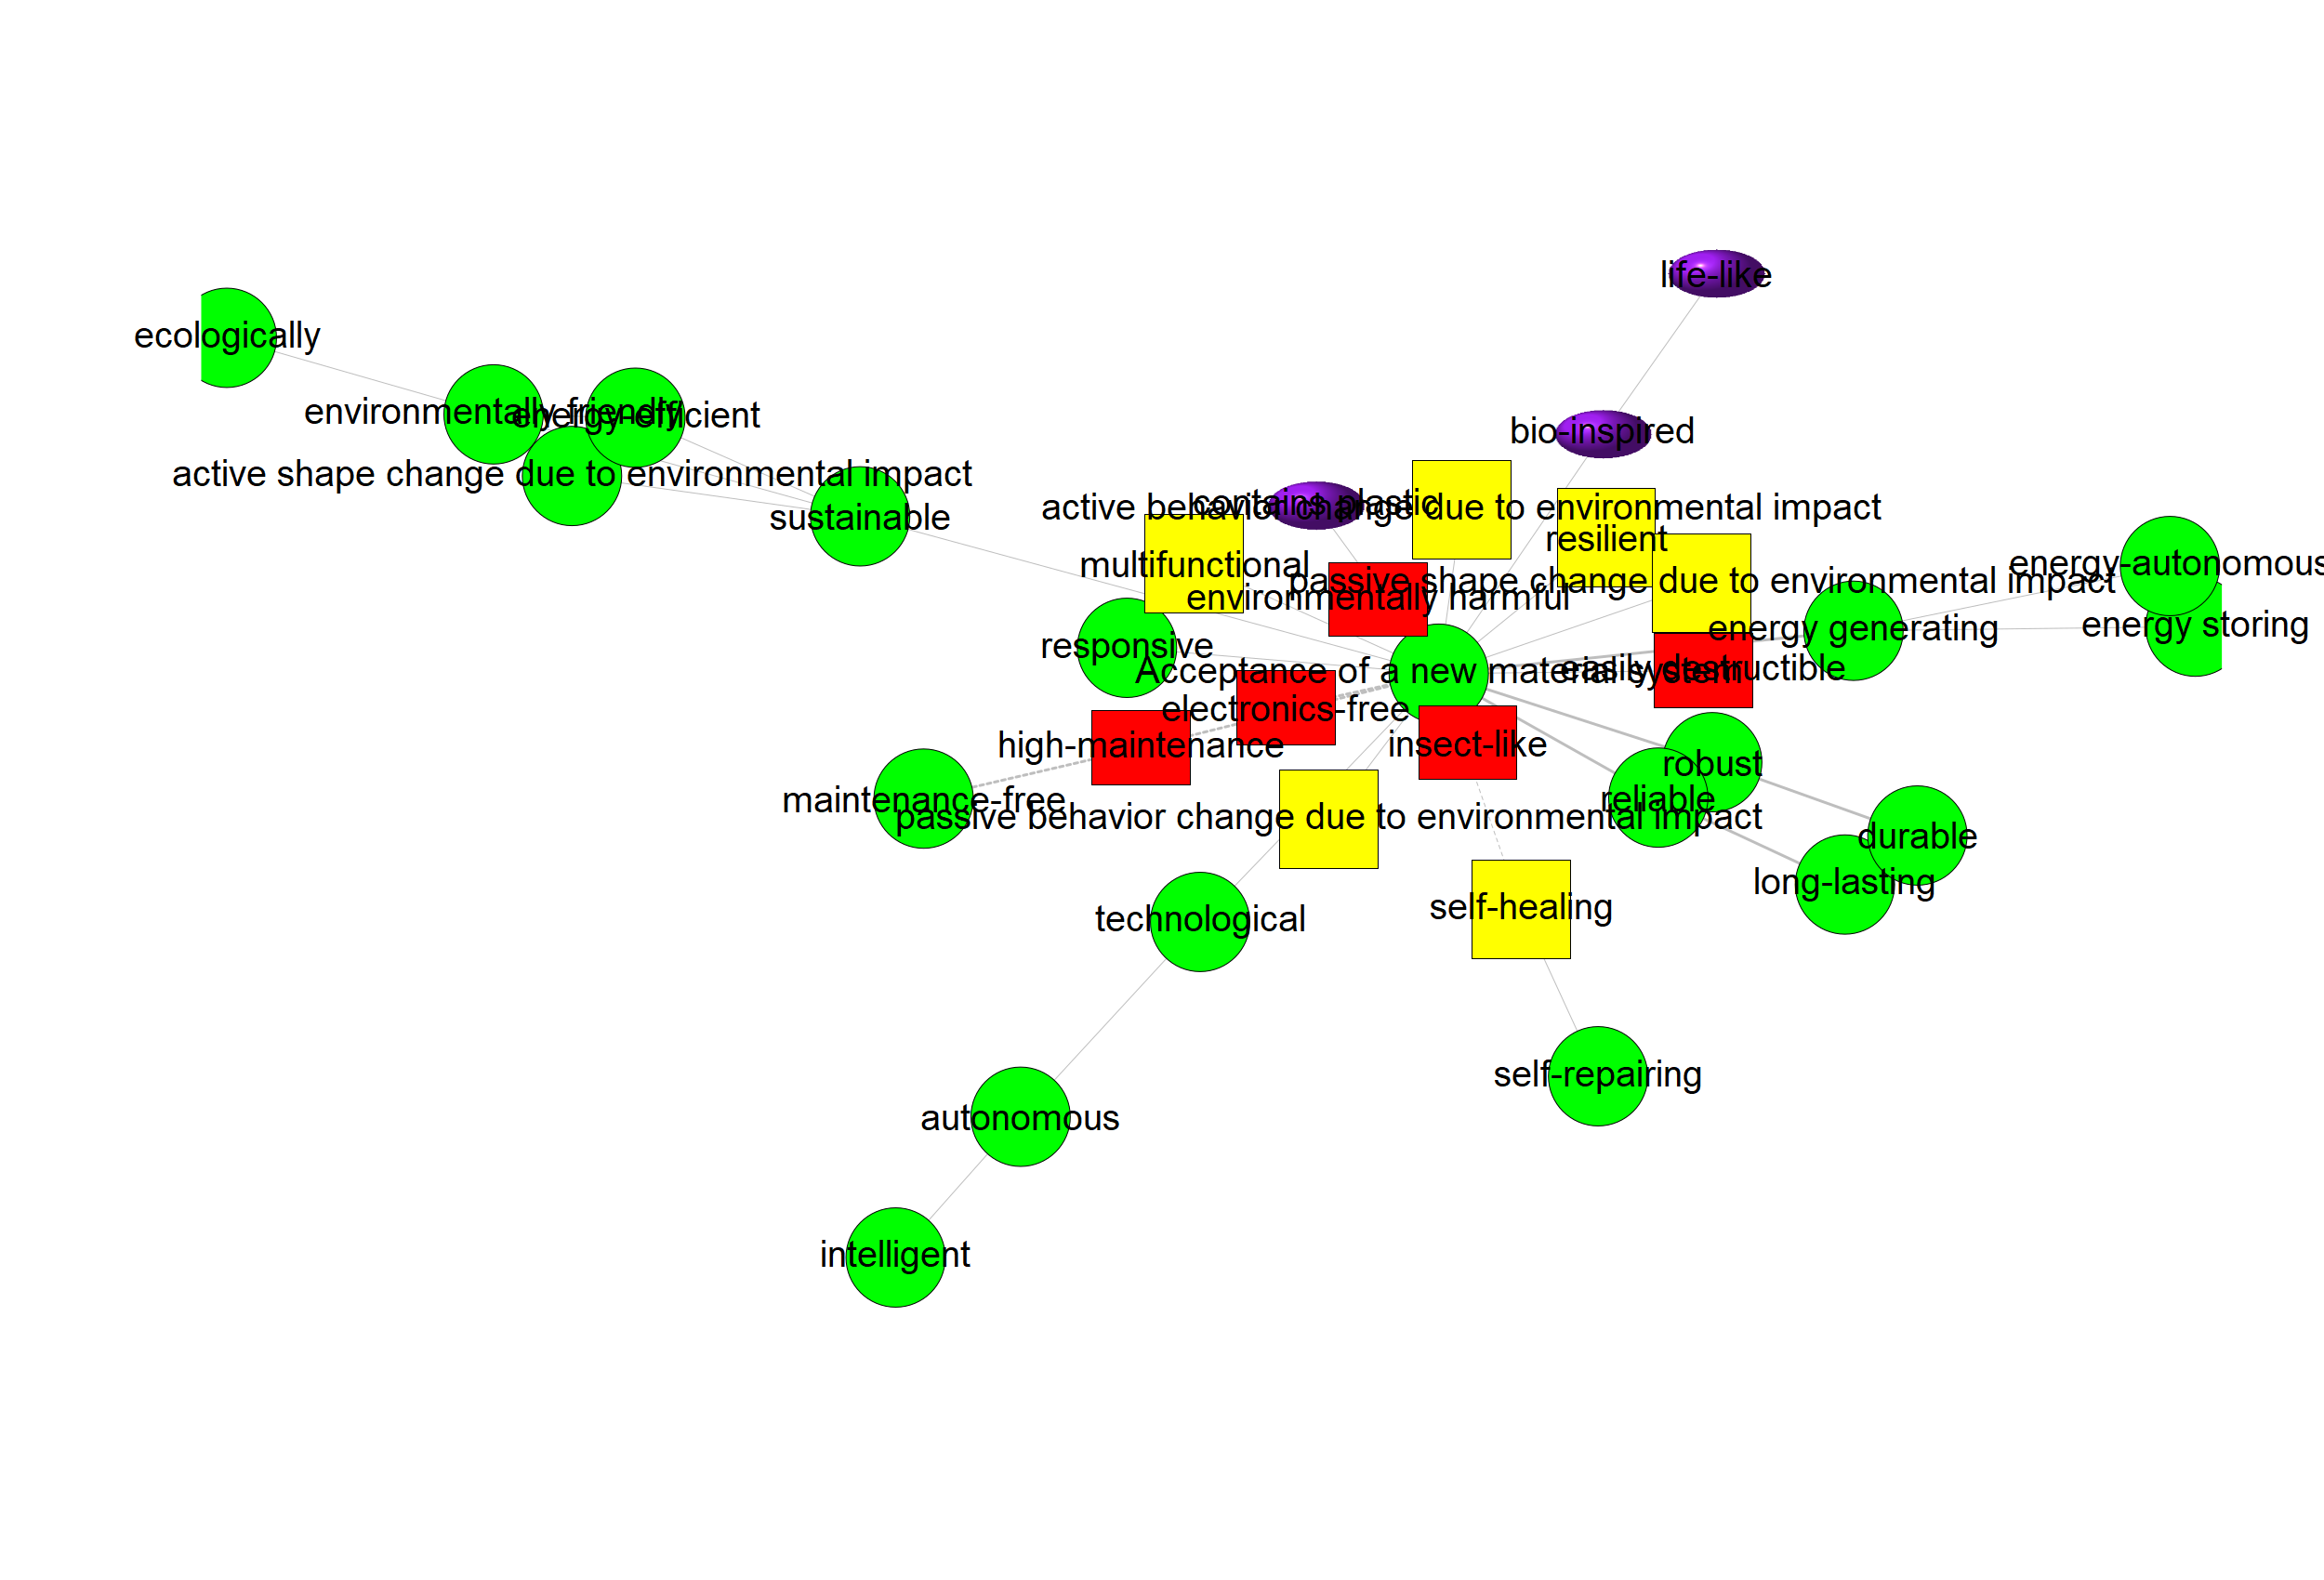 life-like
ecologically
environmentally friendly
energy-efficient
bio-inspired
active shape change due to environmental impact
contains plastic
active behavior change due to environmental impact
sustainable
resilient
multifunctional
energy-autonomous
passive shape change due to environmental impact
environmentally harmful
energy storing
energy generating
responsive
easily destructible
Acceptance of a new material system
electronics-free
high-maintenance
insect-like
robust
maintenance-free
reliable
passive behavior change due to environmental impact
durable
long-lasting
self-healing
technological
self-repairing
autonomous
intelligent